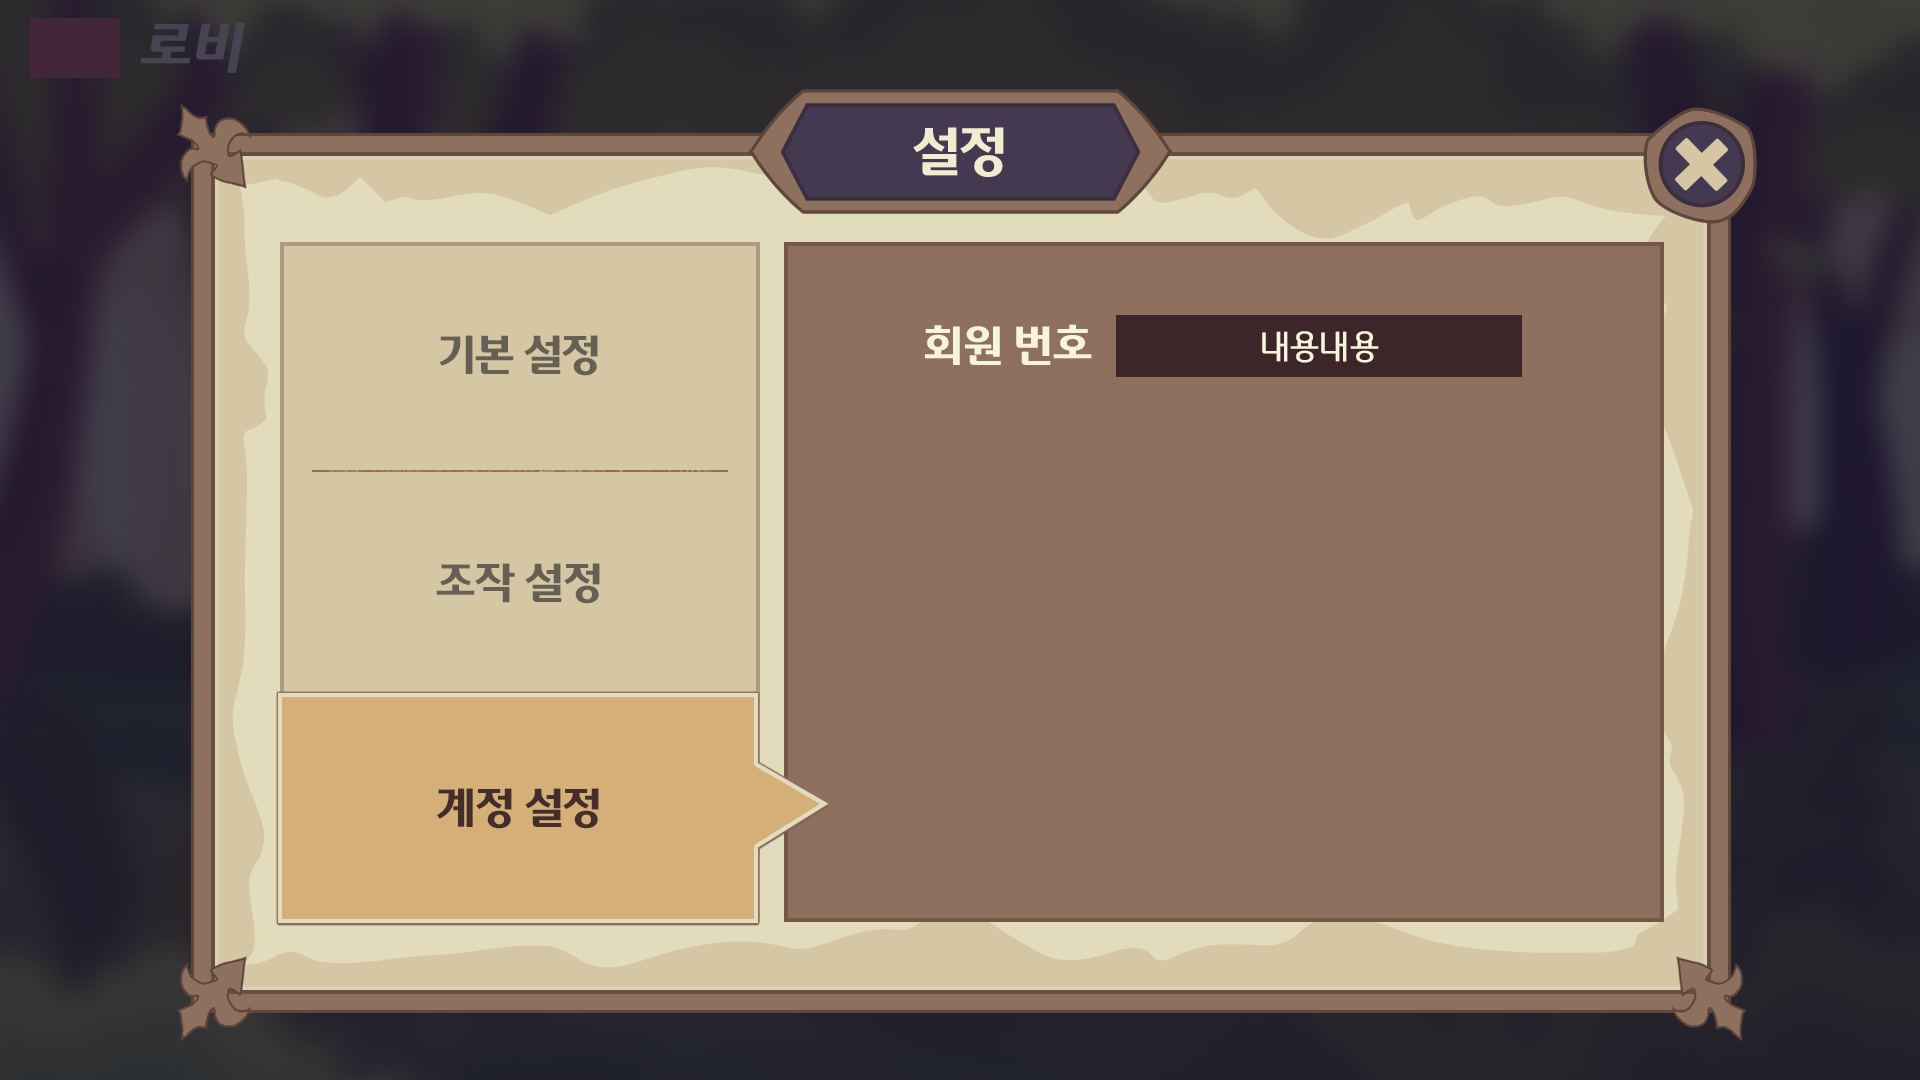 로비
설정
기본 설정
회원 번호 내용내용
조작 설정
계정 설정